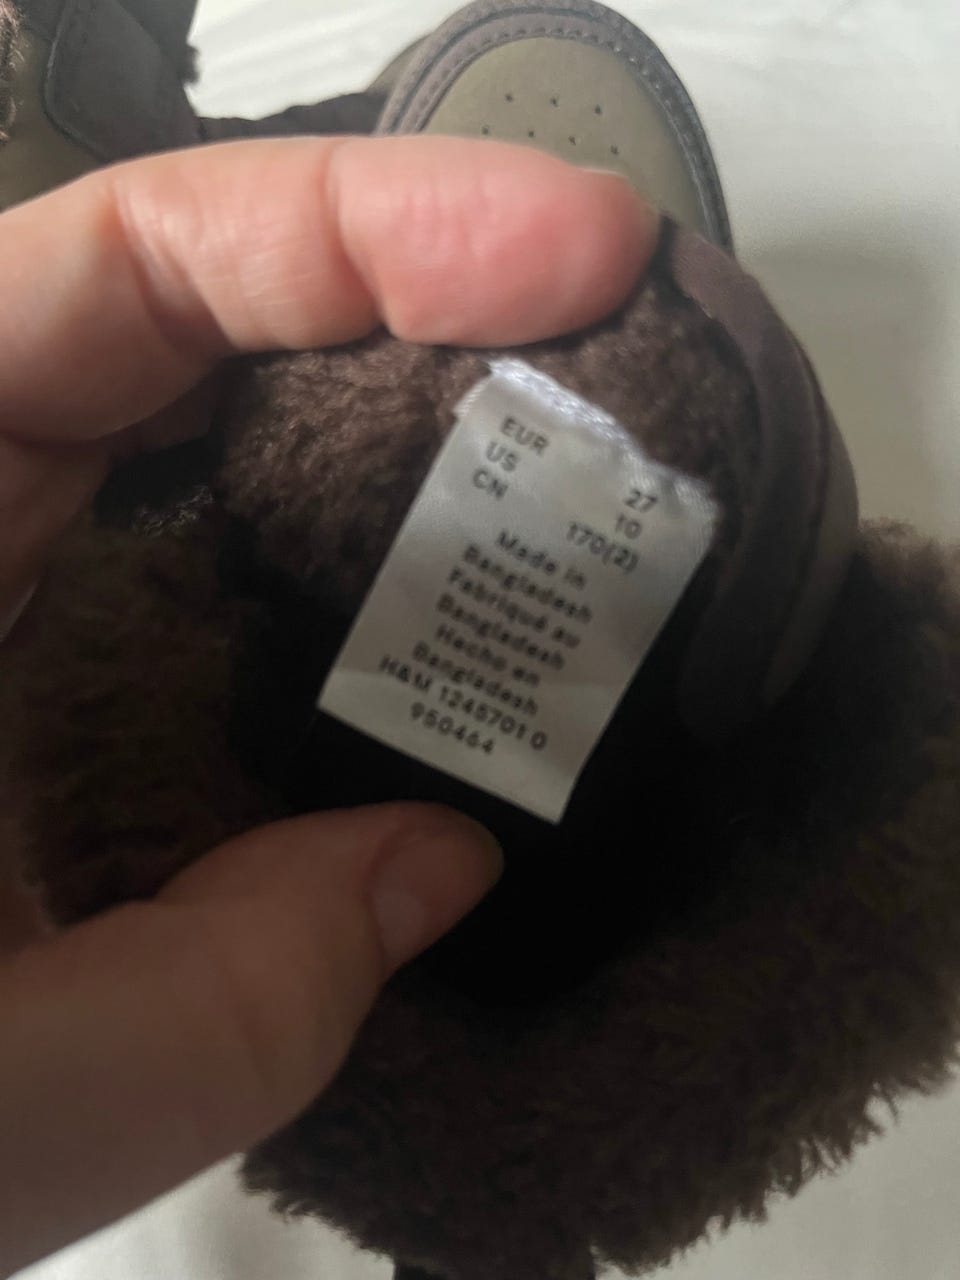 EUR 27
US 10
CN 170(2)
Made in
Bangladesh
Fabriqué au
Bangladesh
Hecho en
Bangladesh
H&M 1245701 0
950464